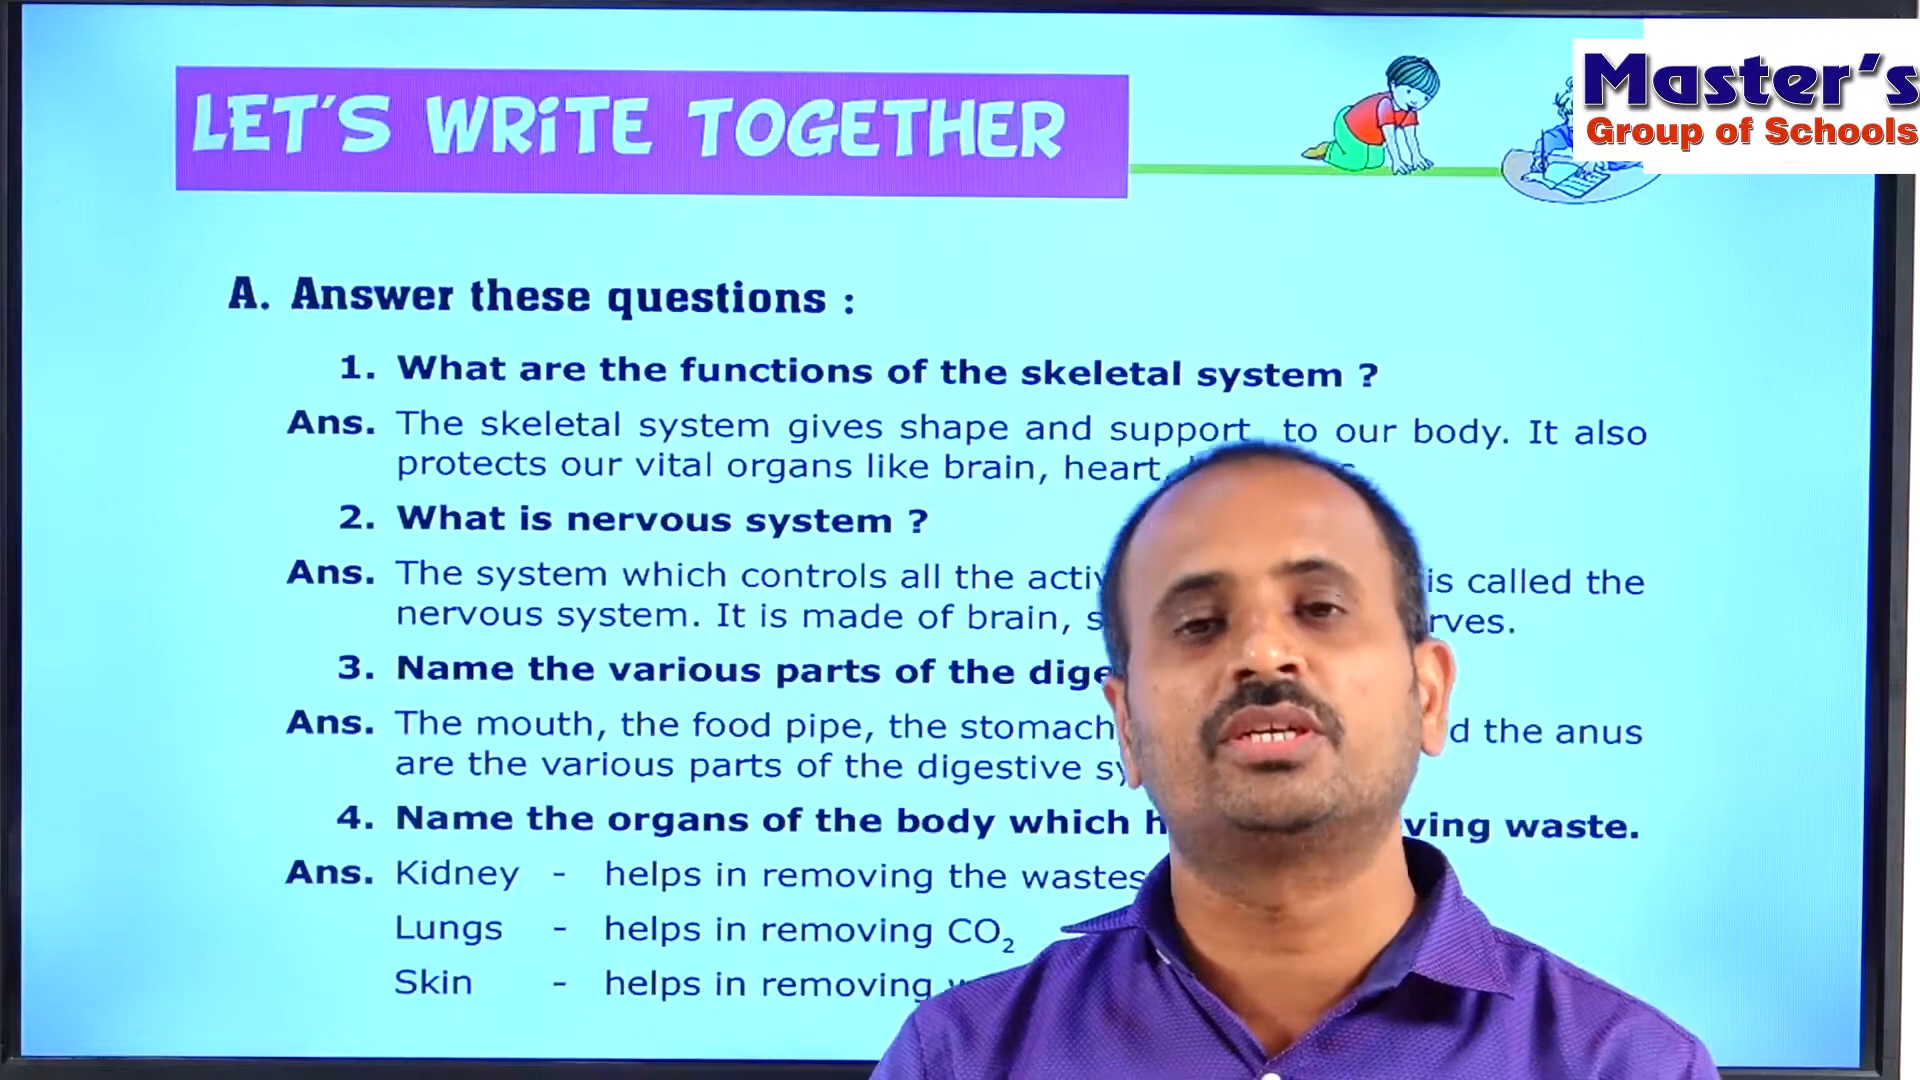 LET'S WRiTE TOGETHER
Master's
Group of Schools
A. Answer these questions :
1. What are the functions of the skeletal system ?
Ans. The skeletal system gives shape and support to our body. It also
protects our vital organs like brain, heart,
2. What is nervous system ?
Ans. The system which controls all the is called the
nervous system. It is made of brain,
3. Name the various parts of the
Ans. The mouth, the food pipe, the stomach the anus
are the various parts of the digestive
4. Name the organs of the body which waste.
Ans. Kidney - helps in removing the wastes
Lungs - helps in removing CO₂
Skin - helps in removing